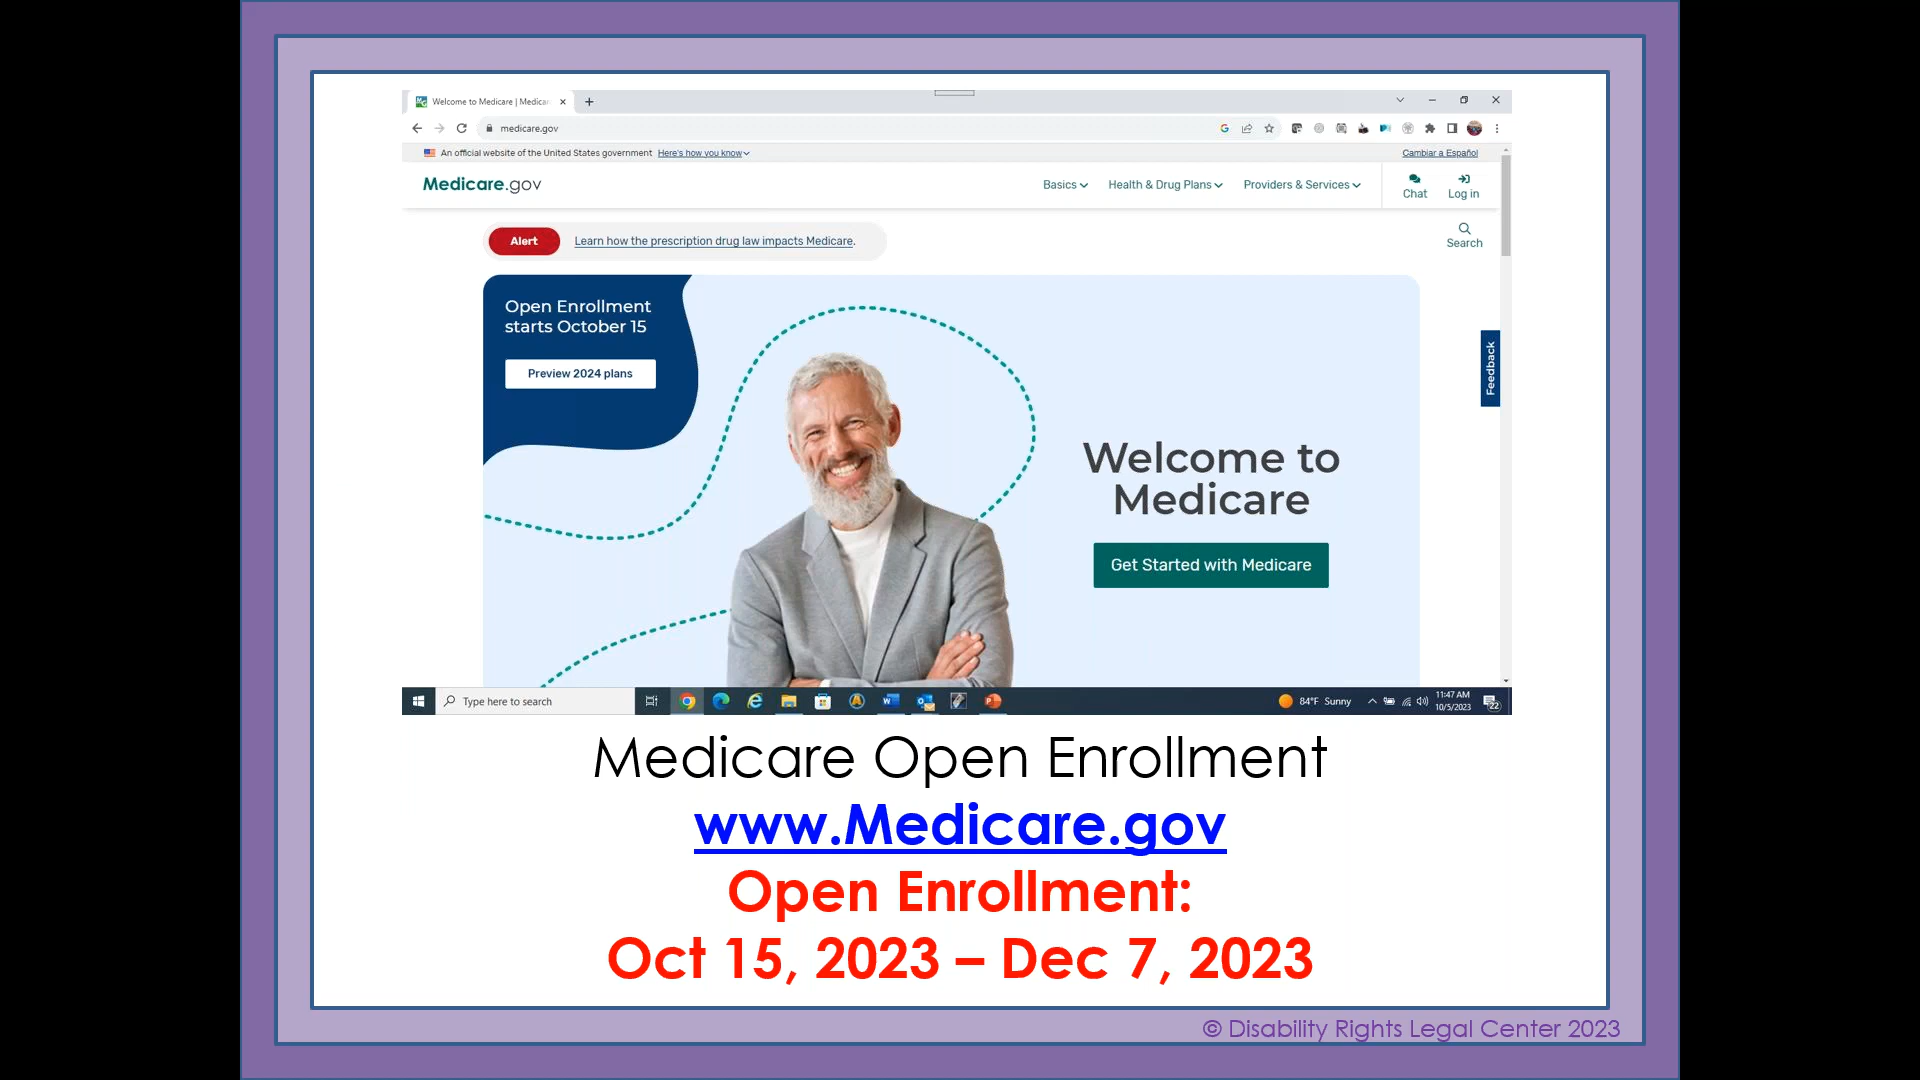 Welcome to Medicare | Medicar
medicare.gov
An official website of the United States government Here's how you know
Cambiar a Español
Medicare.gov
Basics Health & Drug Plans Providers & Services
Chat Log in
Alert Learn how the prescription drug law impacts Medicare.
Search
Open Enrollment
starts October 15
Preview 2024 plans
Feedback
Welcome to
Medicare
Get Started with Medicare
Type here to search
84°F Sunny
11:47 AM
10/5/2023
22
Medicare Open Enrollment
www.Medicare.gov
Open Enrollment:
Oct 15, 2023 – Dec 7, 2023
© Disability Rights Legal Center 2023